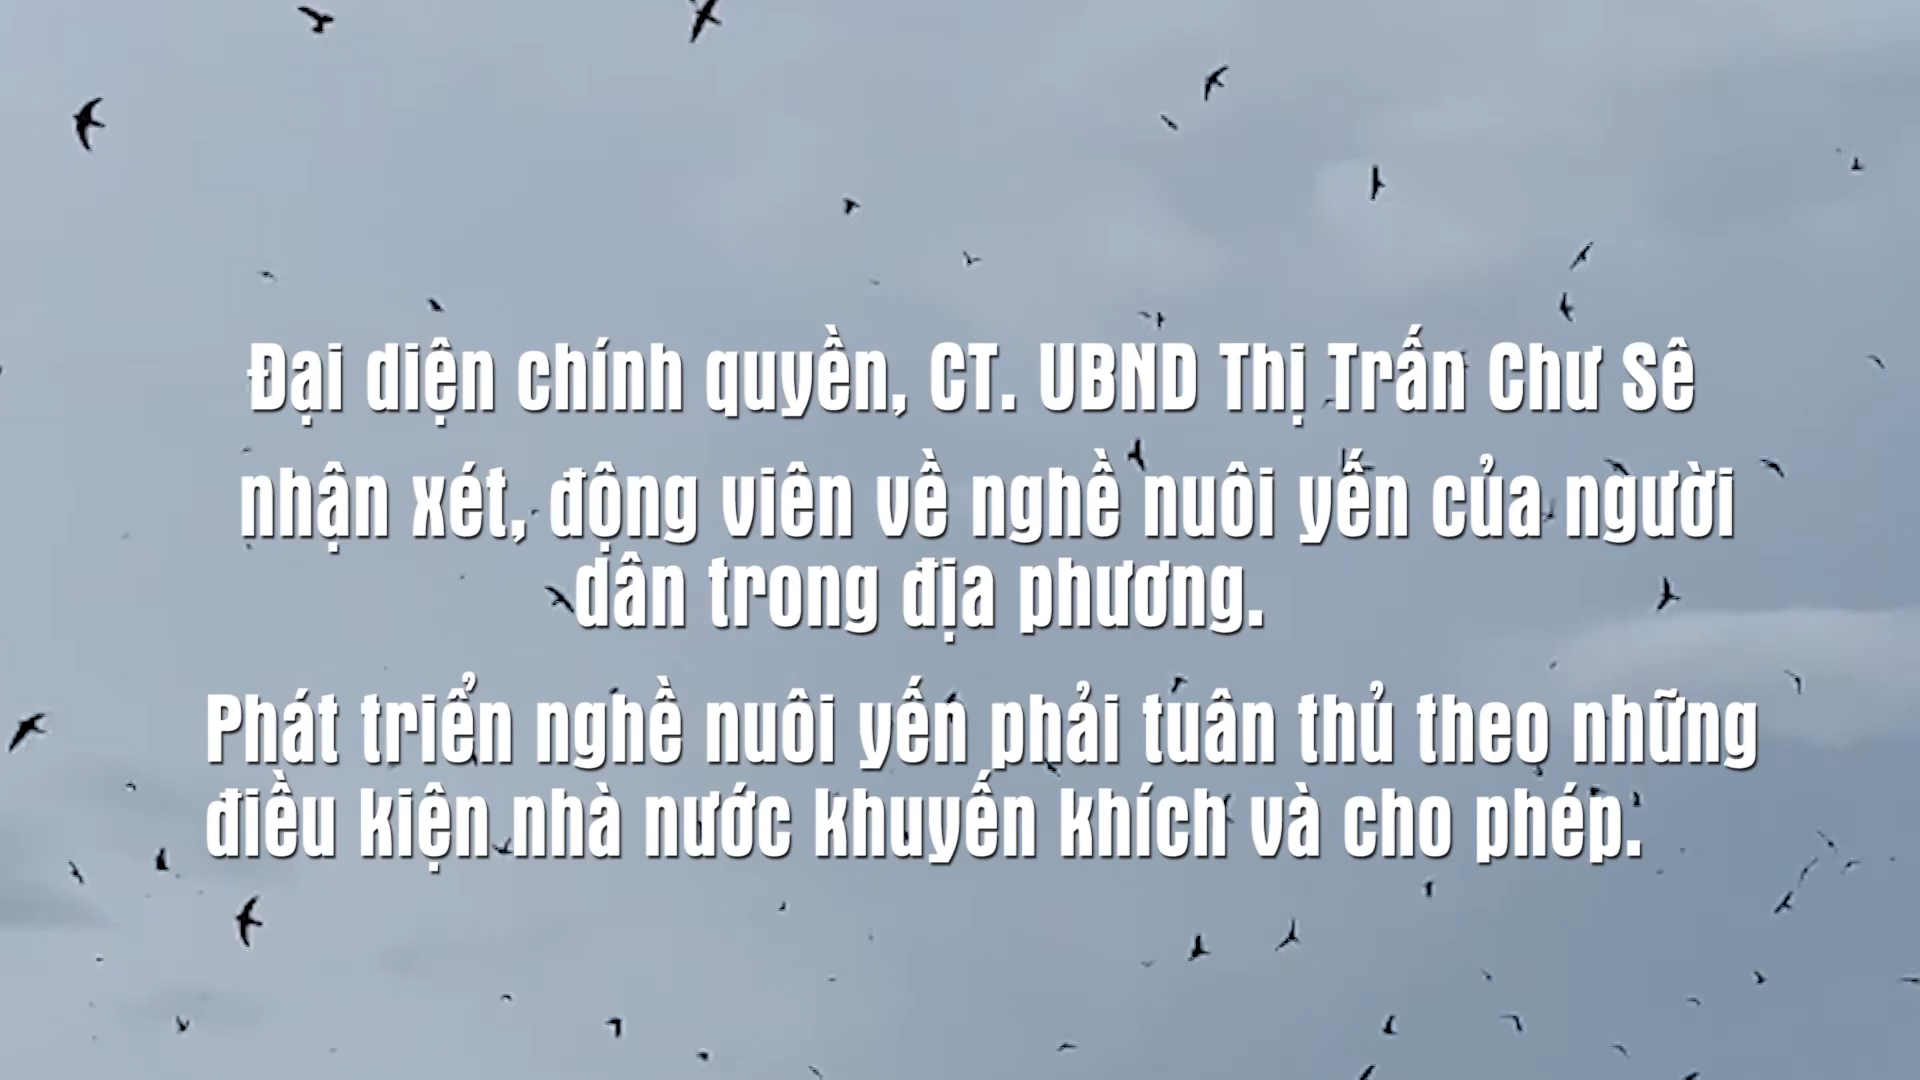 Đại diện chính quyền, CT. UBND Thị Trấn Chư Sê
nhận xét, động viên về nghề nuôi yến của người
dân trong địa phương.
Phát triển nghề nuôi yến phải tuân thủ theo những
điều kiện nhà nước khuyến khích và cho phép.